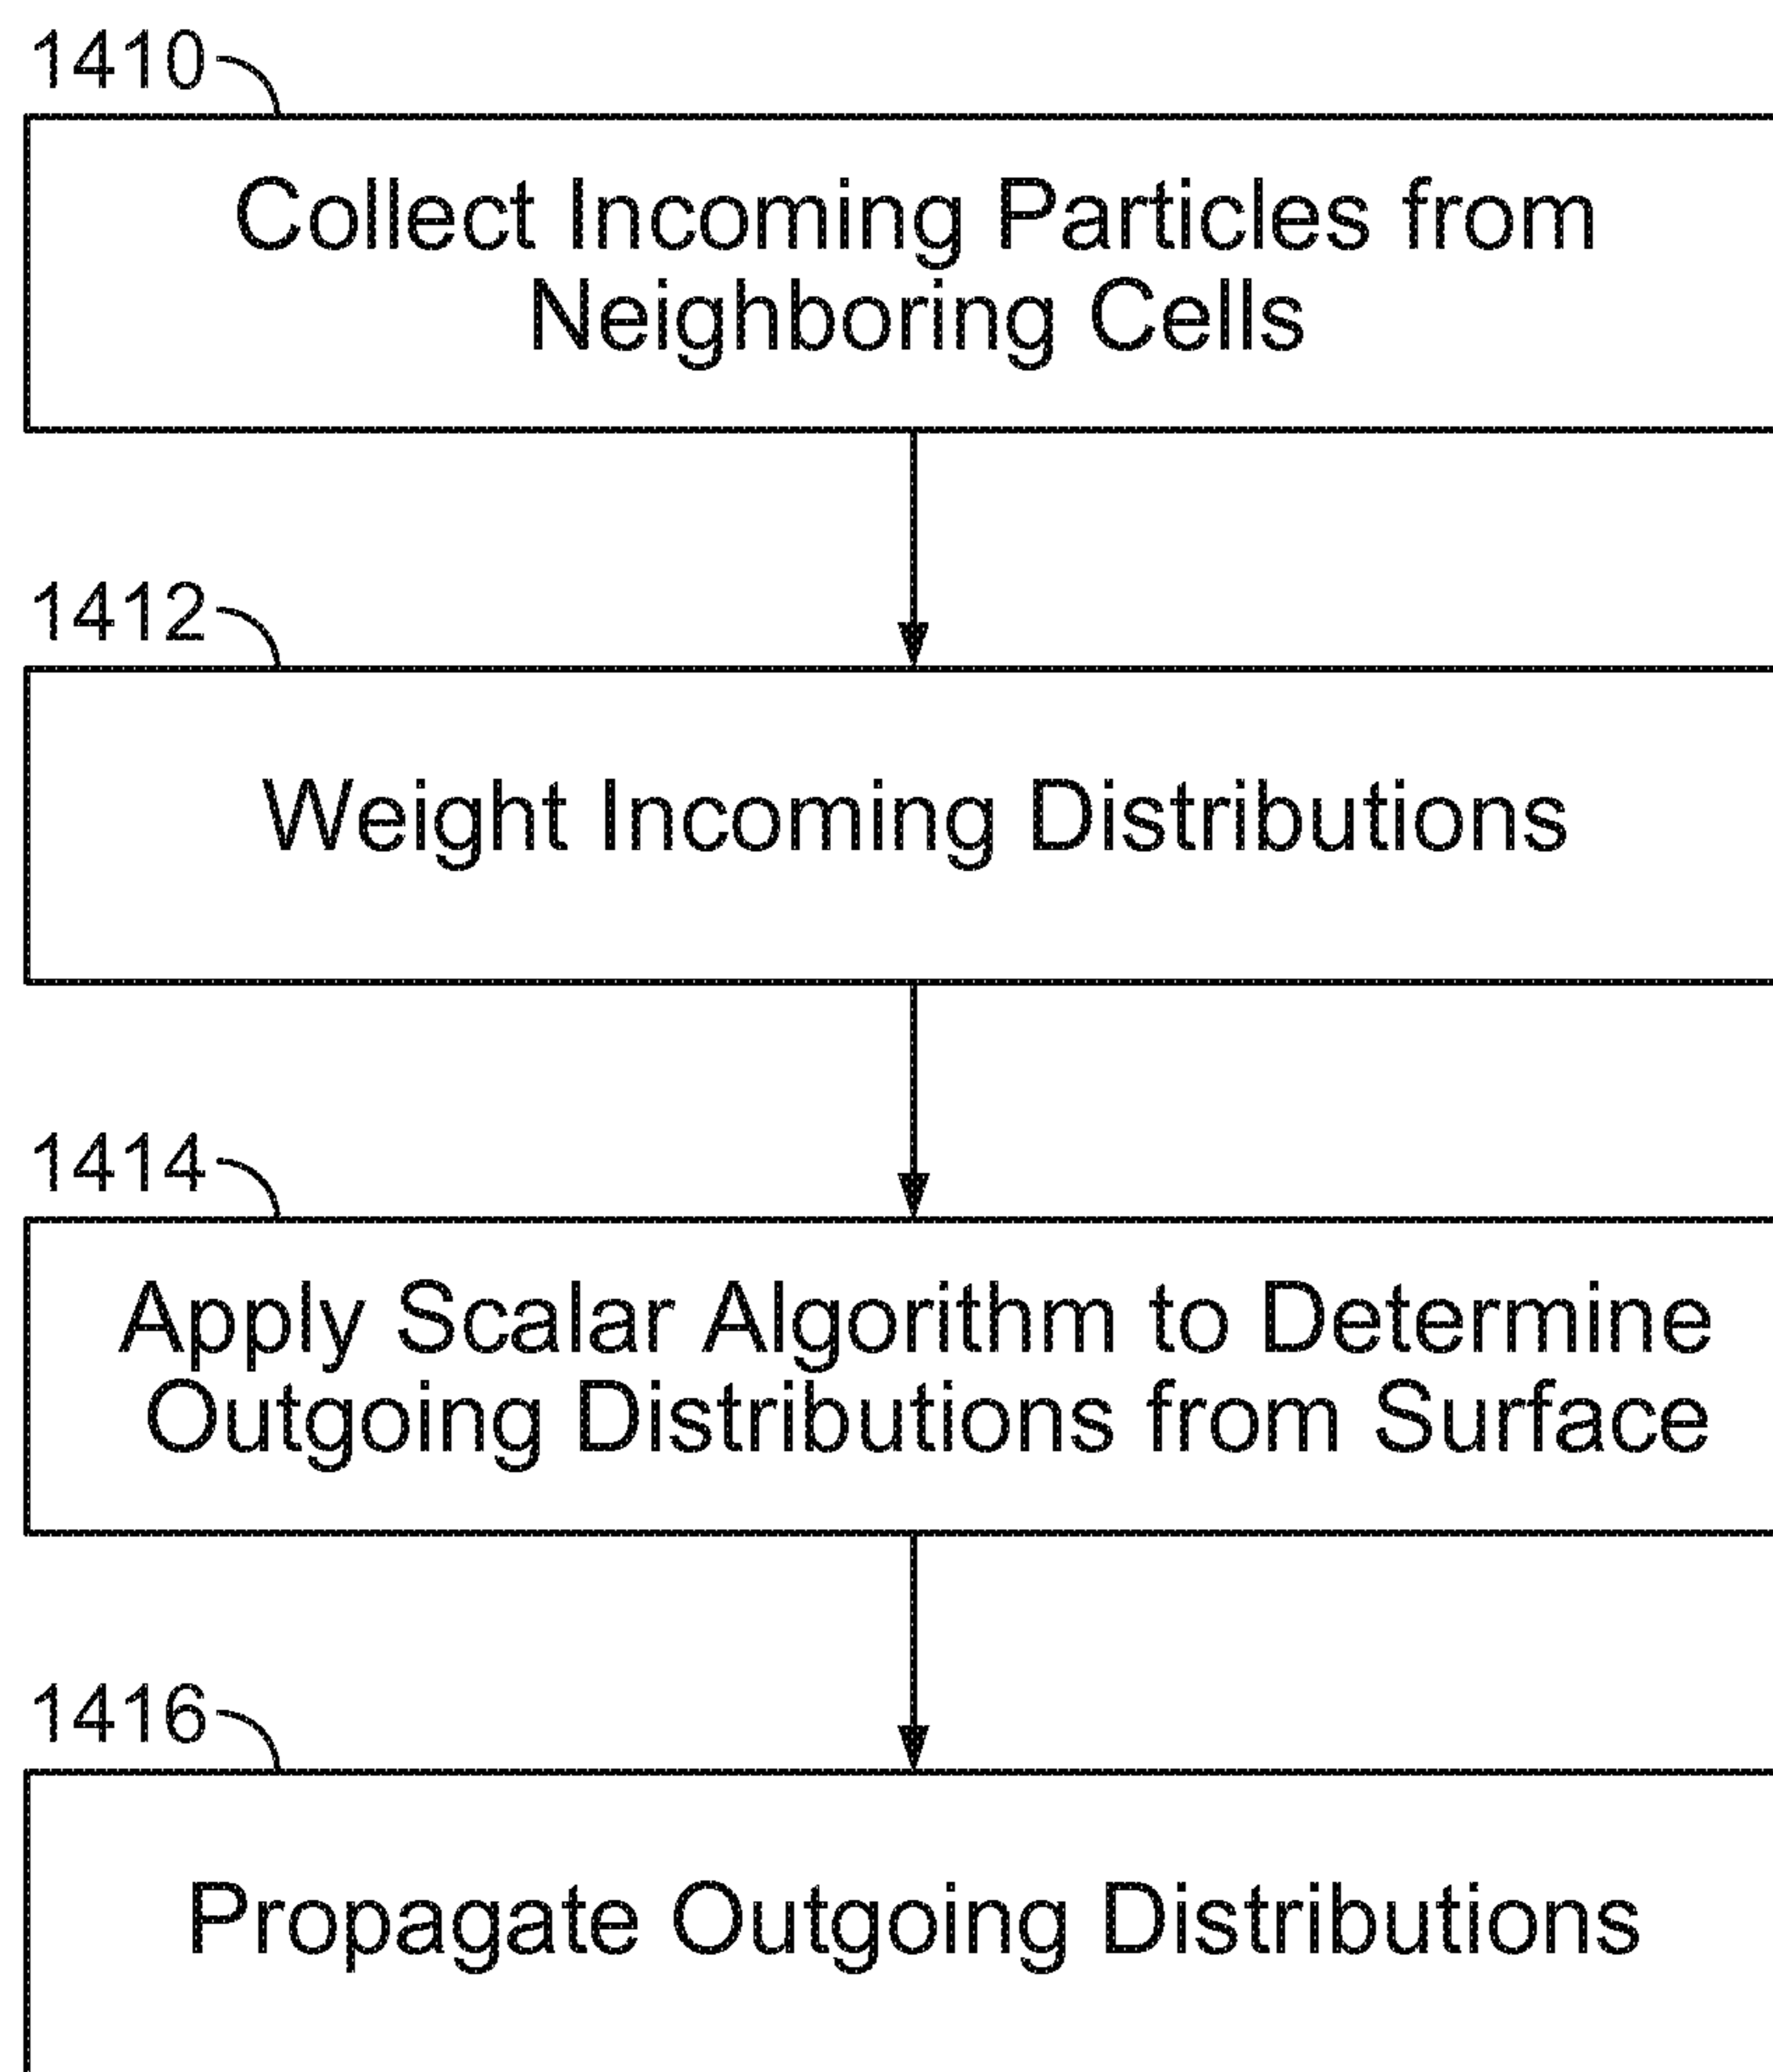 1410
Collect Incoming Particles from
Neighboring Cells
1412
Weight Incoming Distributions
1414
Apply Scalar Algorithm to Determine
Outgoing Distributions from Surface
1416
Propagate Outgoing Distributions